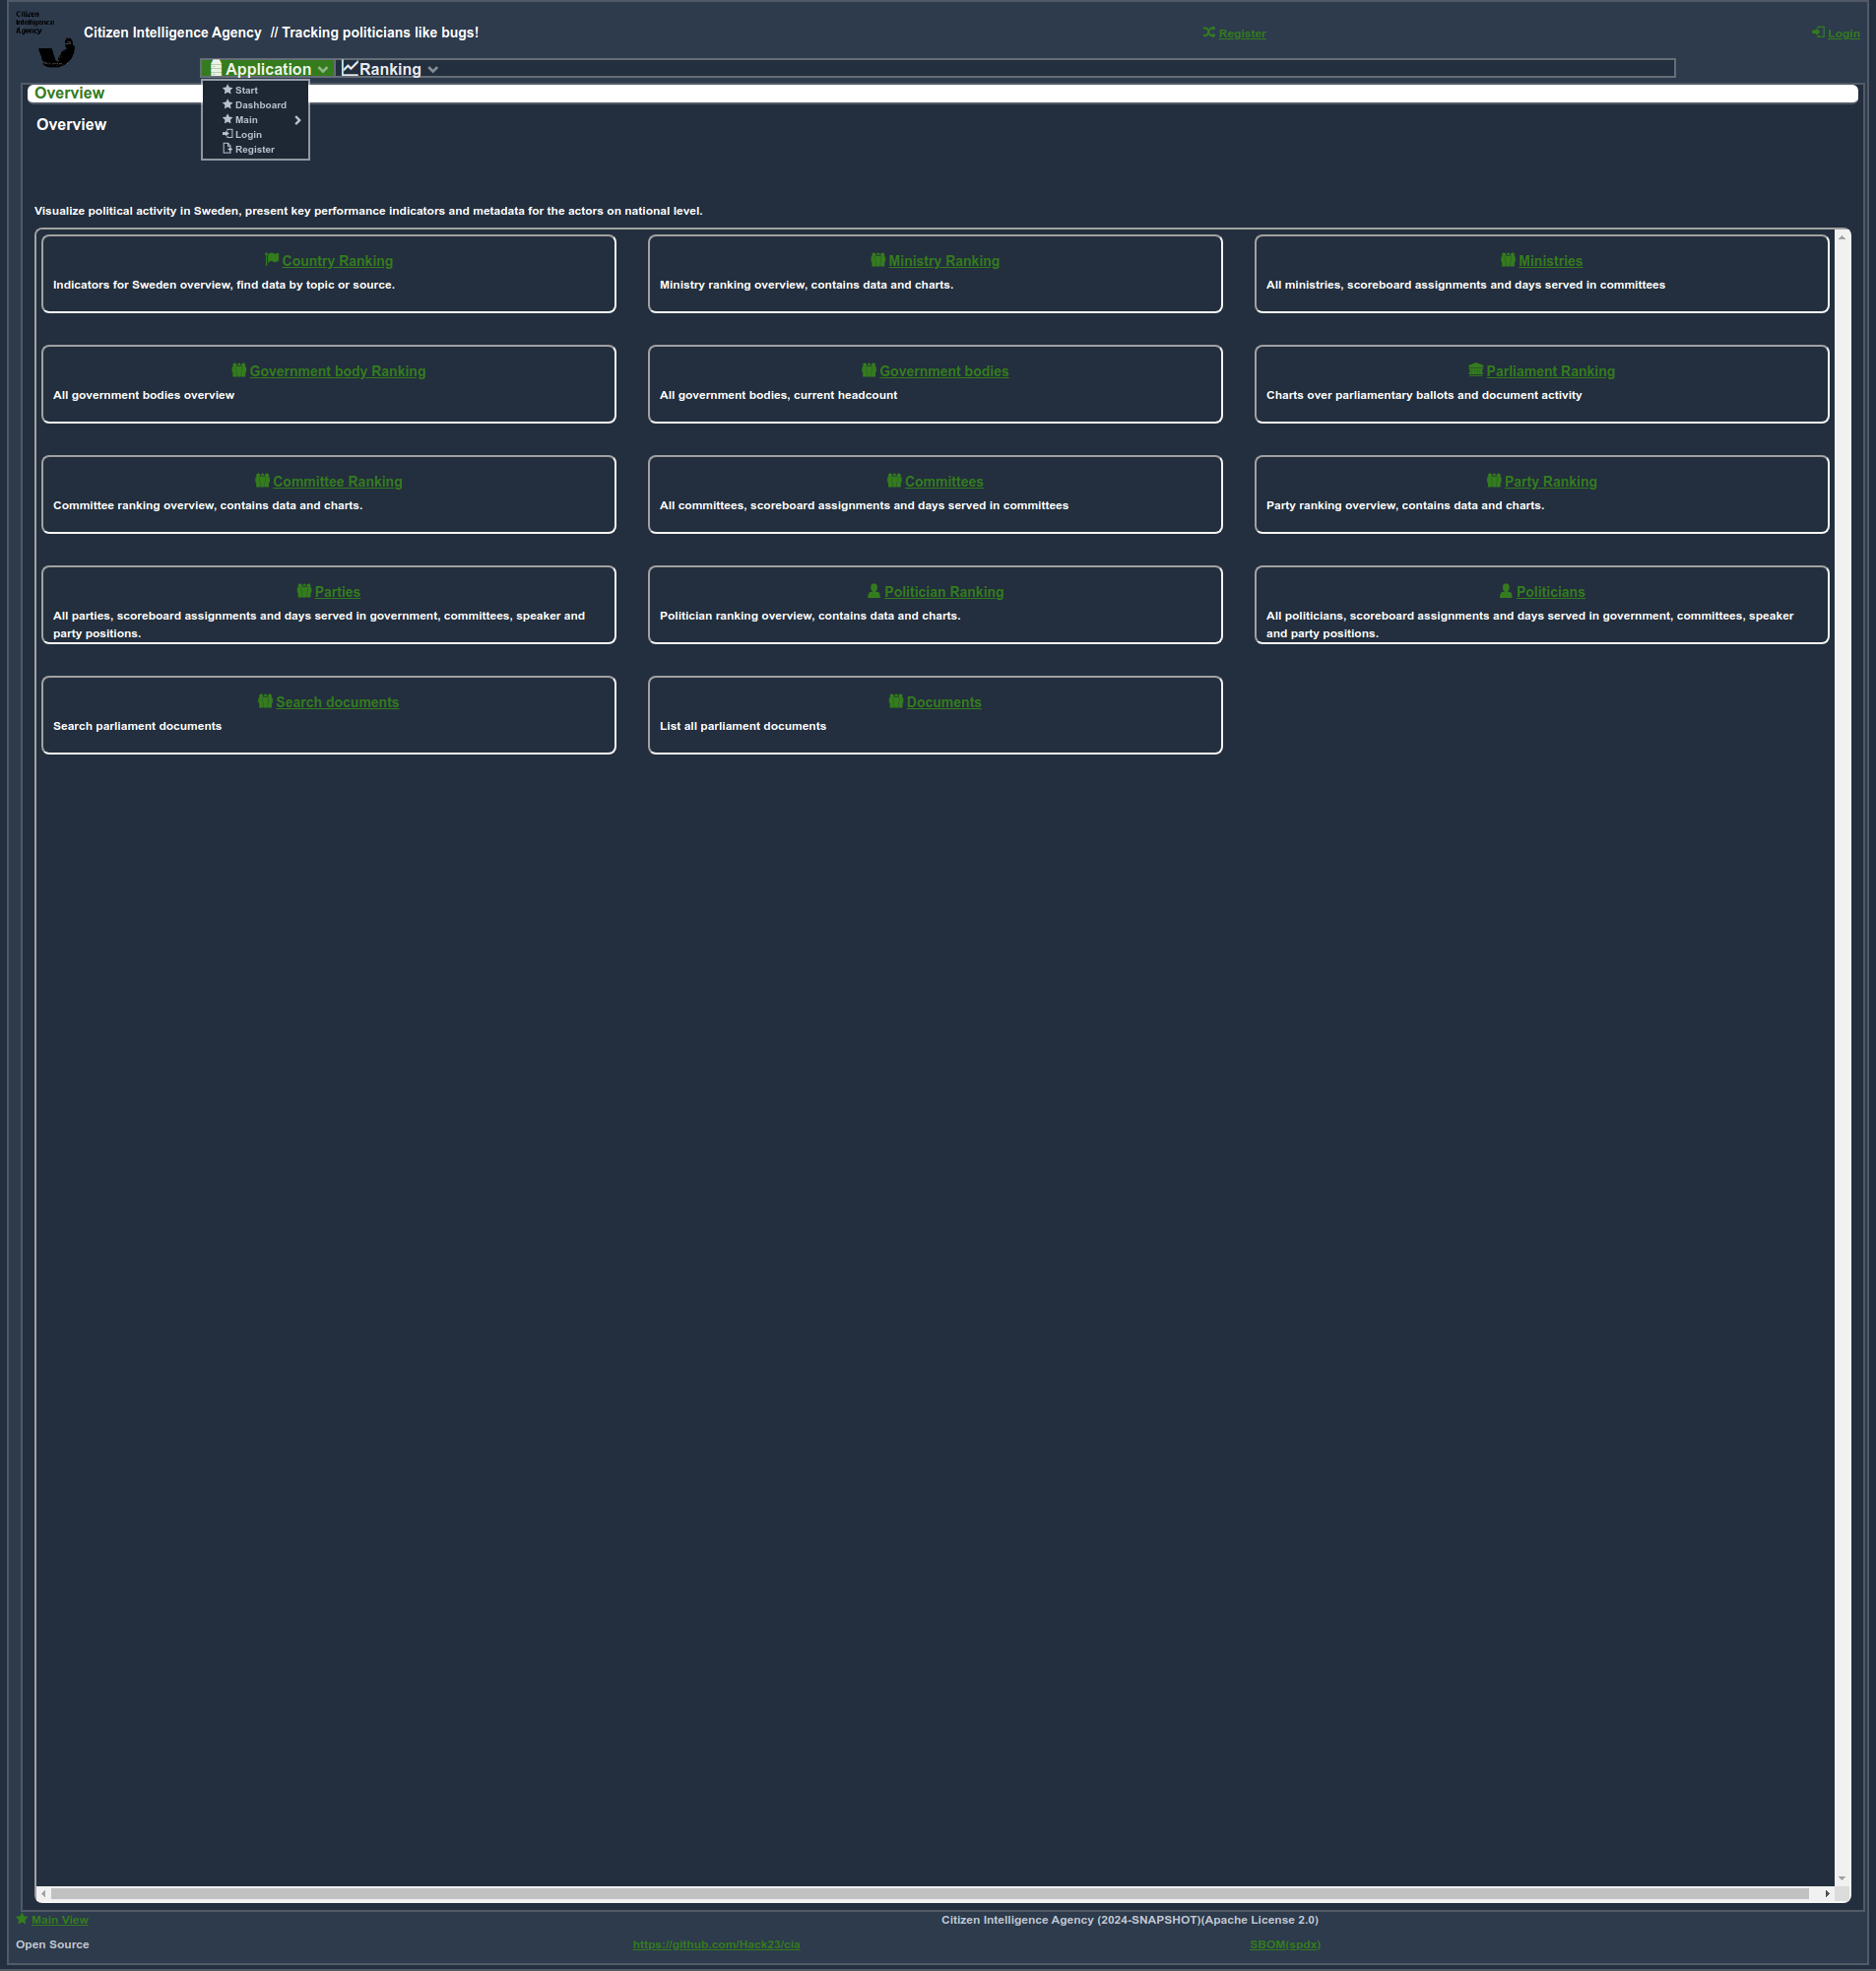 Citizen
Intelligence
Agency
Citizen Intelligence Agency // Tracking politicians like bugs!
Register
Login
Application
Ranking
Start
Dashboard
Main
Login
Register
Overview
Overview
Visualize political activity in Sweden, present key performance indicators and metadata for the actors on national level.
Country Ranking
Indicators for Sweden overview, find data by topic or source.
Ministry Ranking
Ministry ranking overview, contains data and charts.
Ministries
All ministries, scoreboard assignments and days served in committees
Government body Ranking
All government bodies overview
Government bodies
All government bodies, current headcount
Parliament Ranking
Charts over parliamentary ballots and document activity
Committee Ranking
Committee ranking overview, contains data and charts.
Committees
All committees, scoreboard assignments and days served in committees
Party Ranking
Party ranking overview, contains data and charts.
Parties
All parties, scoreboard assignments and days served in government, committees, speaker and
party positions.
Politician Ranking
Politician ranking overview, contains data and charts.
Politicians
All politicians, scoreboard assignments and days served in government, committees, speaker
and party positions.
Search documents
Search parliament documents
Documents
List all parliament documents
Main View
Citizen Intelligence Agency (2024-SNAPSHOT)(Apache License 2.0)
Open Source
https://github.com/Hack23/cia
SBOM(spdx)